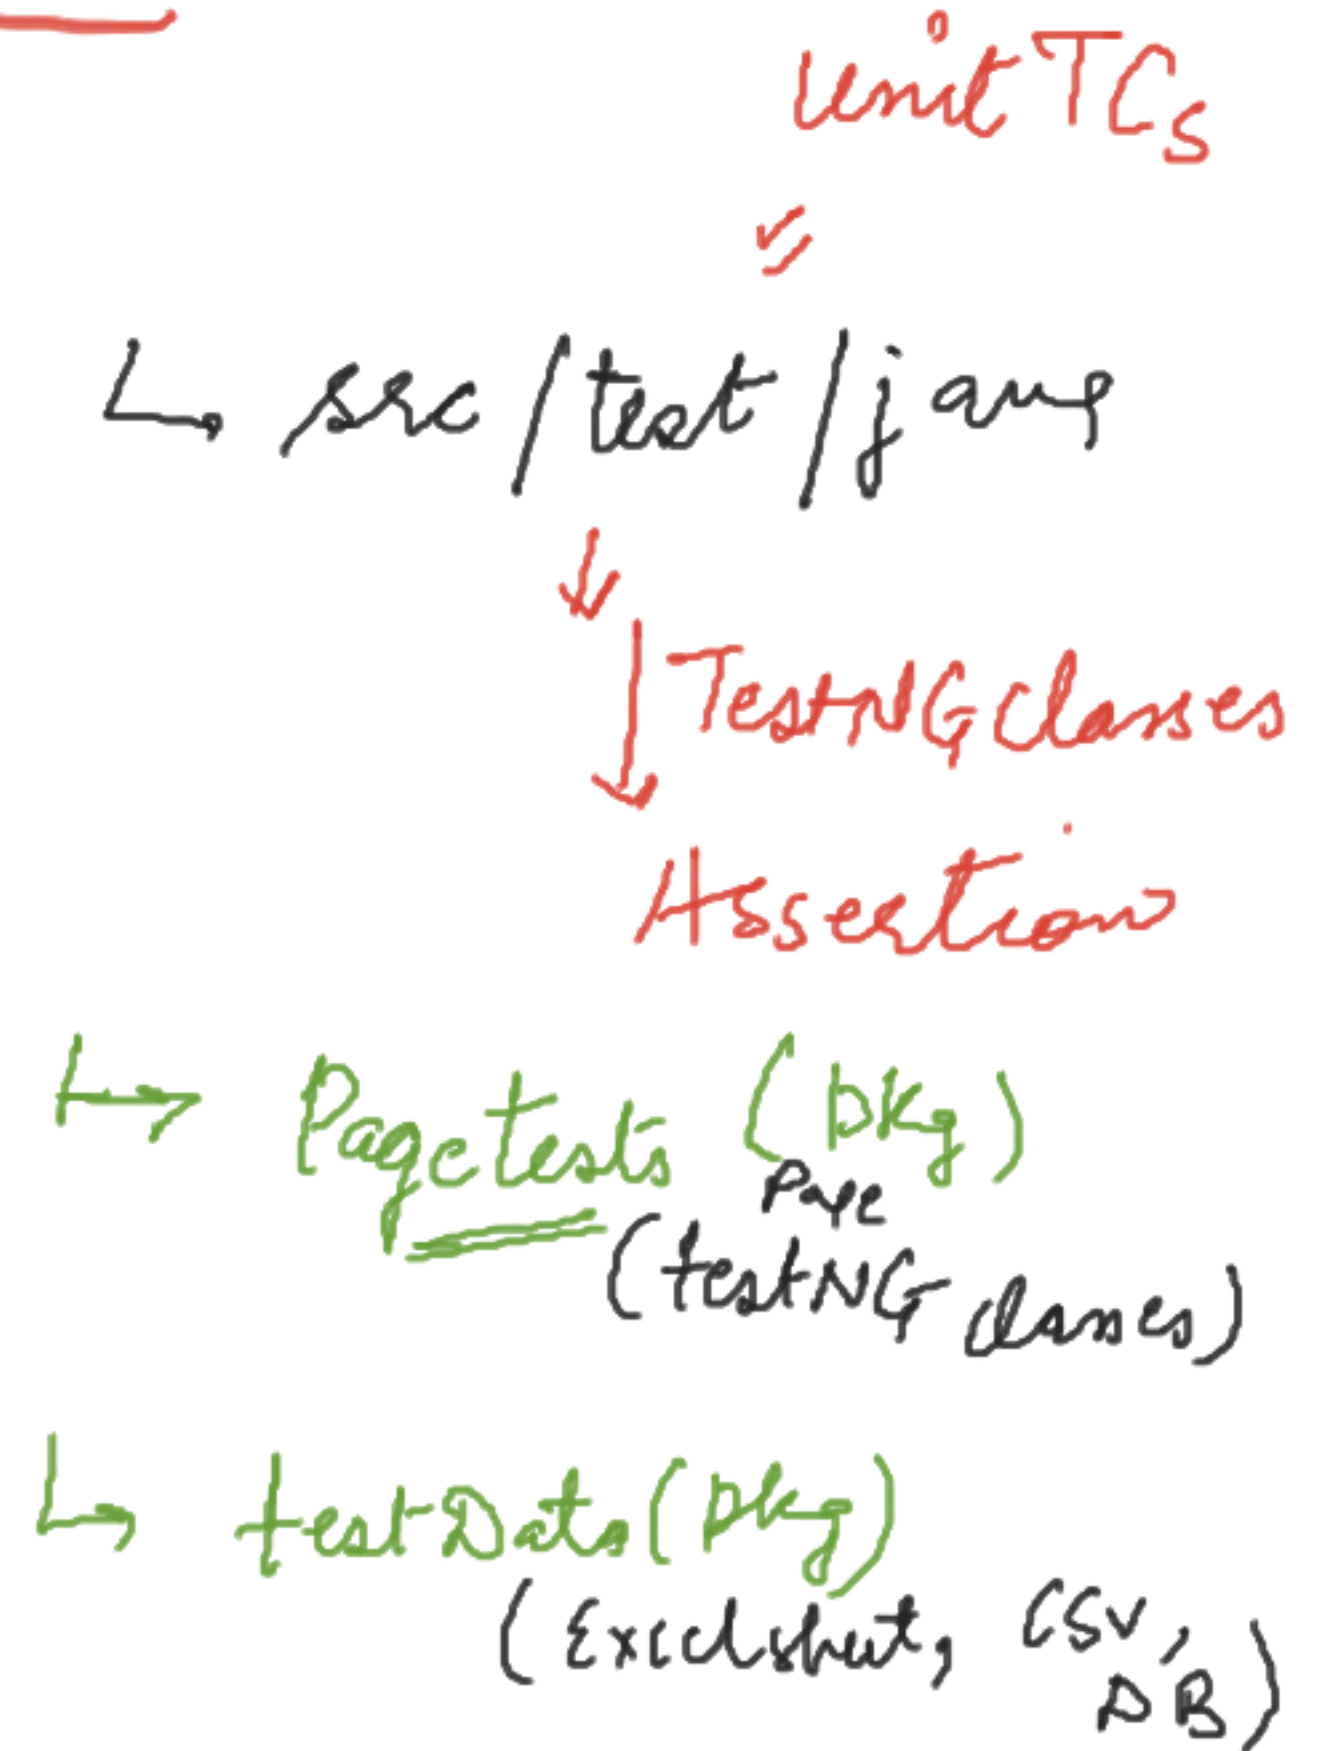 unit TCs
src/test/java
TestNG classes
Assertion
Pagetests (Pkg)
Page
(testNG classes)
testData (Pkg)
(Excelsheet, CSV,
DB)